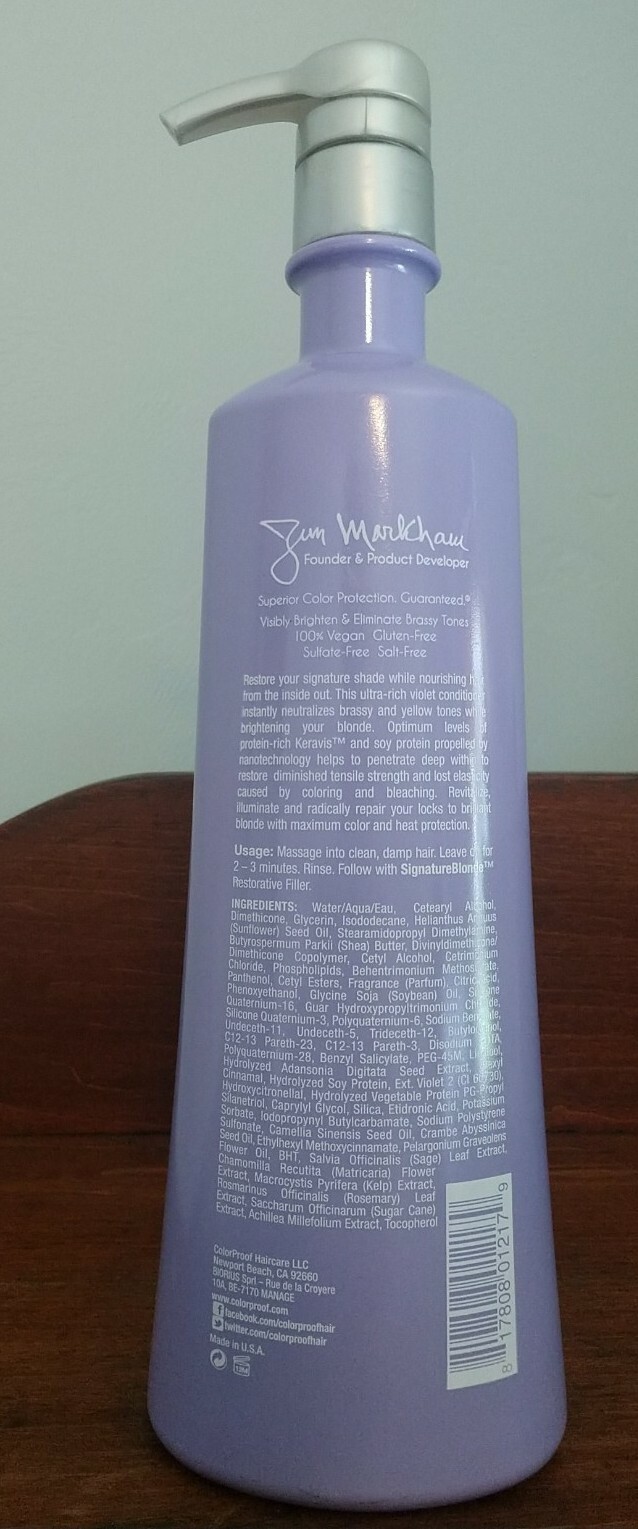 Jim Markham
Founder & Product Developer
Superior Color Protection. Guaranteed.®
Visibly Brighten & Eliminate Brassy Tones
100% Vegan Gluten-Free
Sulfate-Free Salt-Free
Restore your signature shade while nourishing
from the inside out. This ultra-rich violet conditioner
instantly neutralizes brassy and yellow tones while
brightening your blonde. Optimum levels of
protein-rich Keravis™ and soy protein propelled by
nanotechnology helps to penetrate deep within to
restore diminished tensile strength and lost elasticity
caused by coloring and bleaching. Revitalize,
illuminate and radically repair your locks to brilliant
blonde with maximum color and heat protection.
Usage: Massage into clean, damp hair. Leave on for
2 – 3 minutes. Rinse. Follow with SignatureBlonde™
Restorative Filler.
INGREDIENTS: Water/Aqua/Eau, Cetearyl Alcohol,
Dimethicone, Glycerin, Isododecane, Helianthus Annuus
(Sunflower) Seed Oil, Stearamidopropyl Dimethylamine,
Butyrospermum Parkii (Shea) Butter, Divinyldimethicone/
Dimethicone Copolymer, Cetyl Alcohol, Cetrimonium
Chloride, Phospholipids, Behentrimonium Methosulfate,
Panthenol, Cetyl Esters, Fragrance (Parfum), Citric Acid,
Phenoxyethanol, Glycine Soja (Soybean) Oil, Silicone
Quaternium-16, Guar Hydroxypropyltrimonium Chloride,
Silicone Quaternium-3, Polyquaternium-6, Sodium Benzoate,
Undeceth-11, Undeceth-5, Trideceth-12, Butyloctanol,
C12-13 Pareth-23, C12-13 Pareth-3, Disodium EDTA,
Polyquaternium-28, Benzyl Salicylate, PEG-45M, Linalool,
Hydrolyzed Adansonia Digitata Seed Extract, Hexyl
Cinnamal, Hydrolyzed Soy Protein, Ext. Violet 2 (CI 60730),
Hydroxycitronellal, Hydrolyzed Vegetable Protein PG-Propyl
Silanetriol, Caprylyl Glycol, Silica, Etidronic Acid, Potassium
Sorbate, Iodopropynyl Butylcarbamate, Sodium Polystyrene
Sulfonate, Camellia Sinensis Seed Oil, Crambe Abyssinica
Seed Oil, Ethylhexyl Methoxycinnamate, Pelargonium Graveolens
Flower Oil, BHT, Salvia Officinalis (Sage) Leaf Extract,
Chamomilla Recutita (Matricaria) Flower
Extract, Macrocystis Pyrifera (Kelp) Extract,
Rosmarinus Officinalis (Rosemary) Leaf
Extract, Saccharum Officinarum (Sugar Cane)
Extract, Achillea Millefolium Extract, Tocopherol
ColorProof Haircare LLC
Newport Beach, CA 92660
BIORIUS Sprl – Rue de la Croyere
10A, BE-7170 MANAGE
www.colorproof.com
facebook.com/colorproofhair
twitter.com/colorproofhair
Made in U.S.A.
12M
8 17808 01217 9